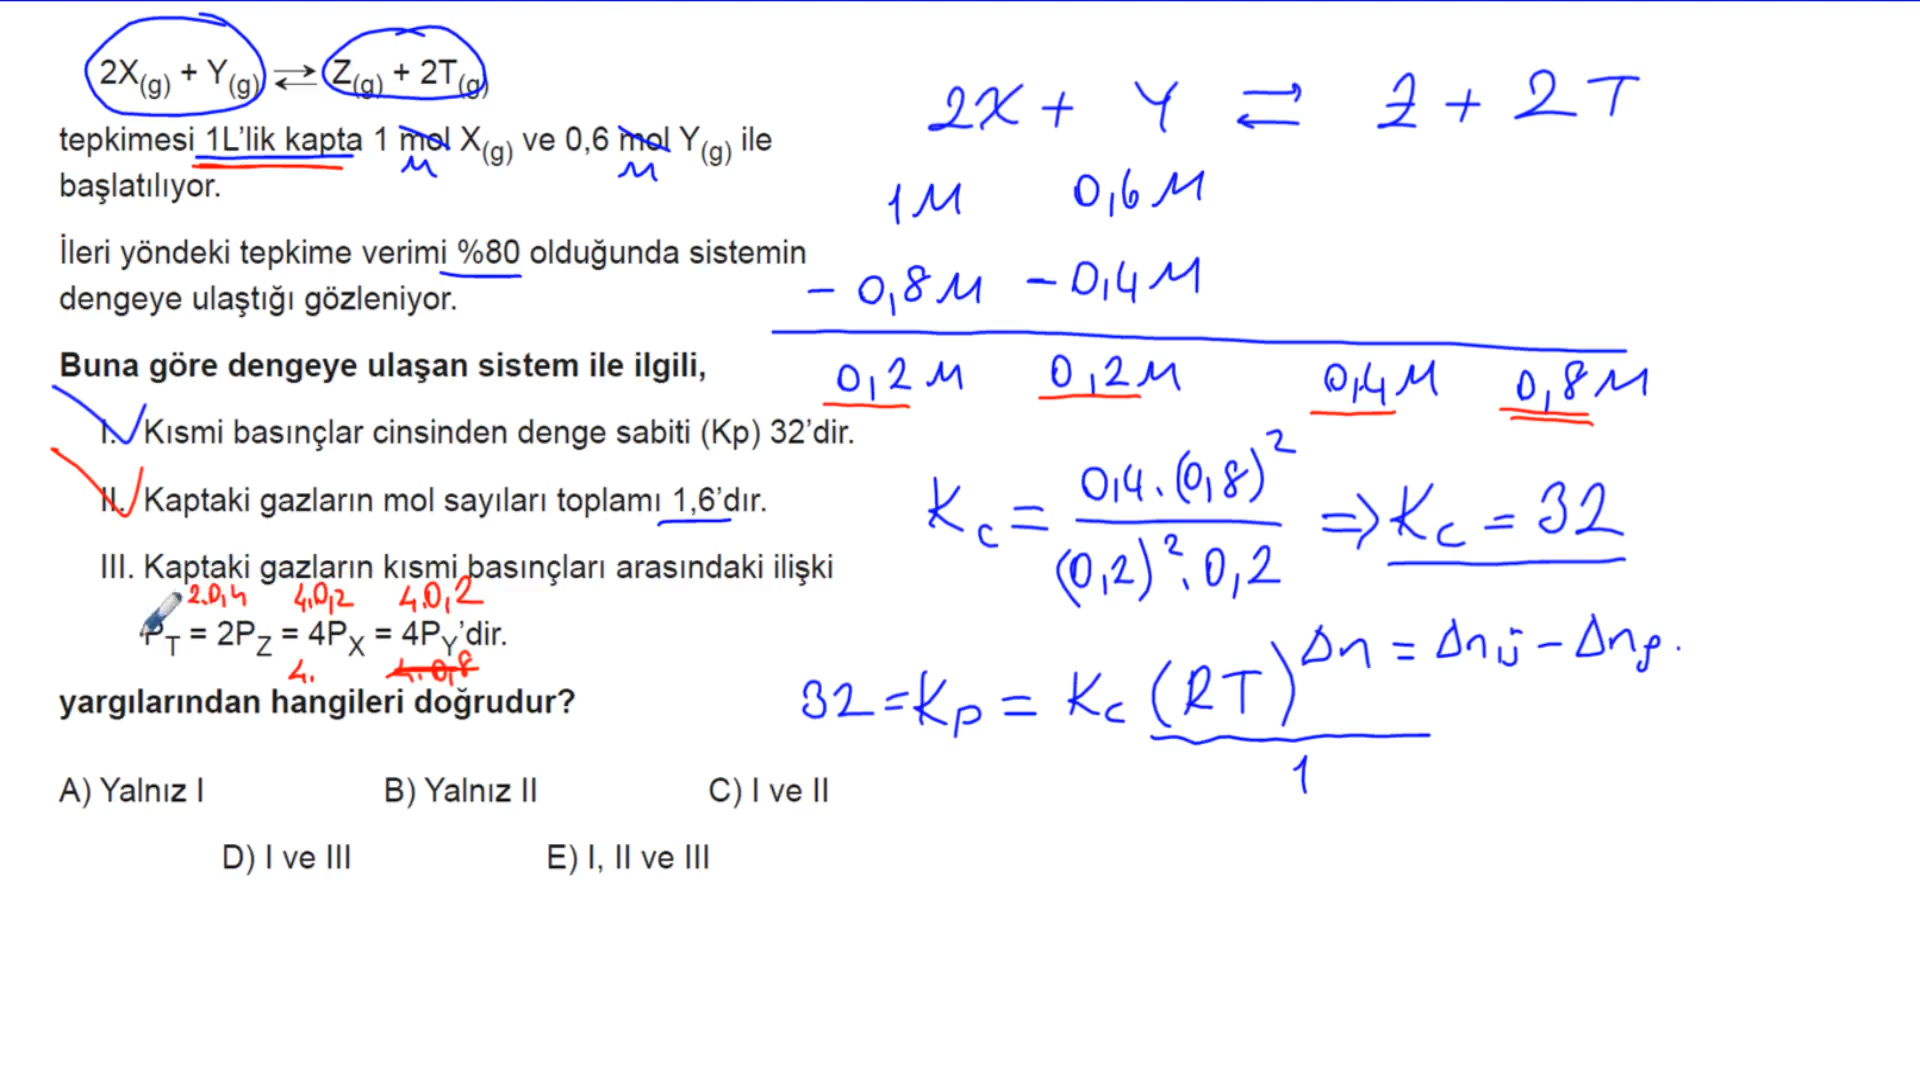 2X(g) + Y(g) ⇄ Z(g) + 2T(g)
tepkimesi 1L'lik kapta 1 mol X(g) ve 0,6 mol Y(g) ile
M M
başlatılıyor.
İleri yöndeki tepkime verimi %80 olduğunda sistemin
dengeye ulaştığı gözleniyor.
Buna göre dengeye ulaşan sistem ile ilgili,
I. Kısmi basınçlar cinsinden denge sabiti (Kp) 32'dir.
II. Kaptaki gazların mol sayıları toplamı 1,6'dır.
III. Kaptaki gazların kısmi basınçları arasındaki ilişki
2.0,4 4.0,2 4.0,2
PT = 2PZ = 4PX = 4PY'dir.
4. 4.0,8
yargılarından hangileri doğrudur?
A) Yalnız I B) Yalnız II C) I ve II
D) I ve III E) I, II ve III
2X + Y ⇄ Z + 2T
1M 0,6M
- 0,8M - 0,4M
0,2M 0,2M 0,4M 0,8M
Kc = 0,4.(0,8)² / (0,2)².0,2 ⇒ Kc = 32
32 = Kp = Kc (RT)^Δn = Δnü - Δng.
1